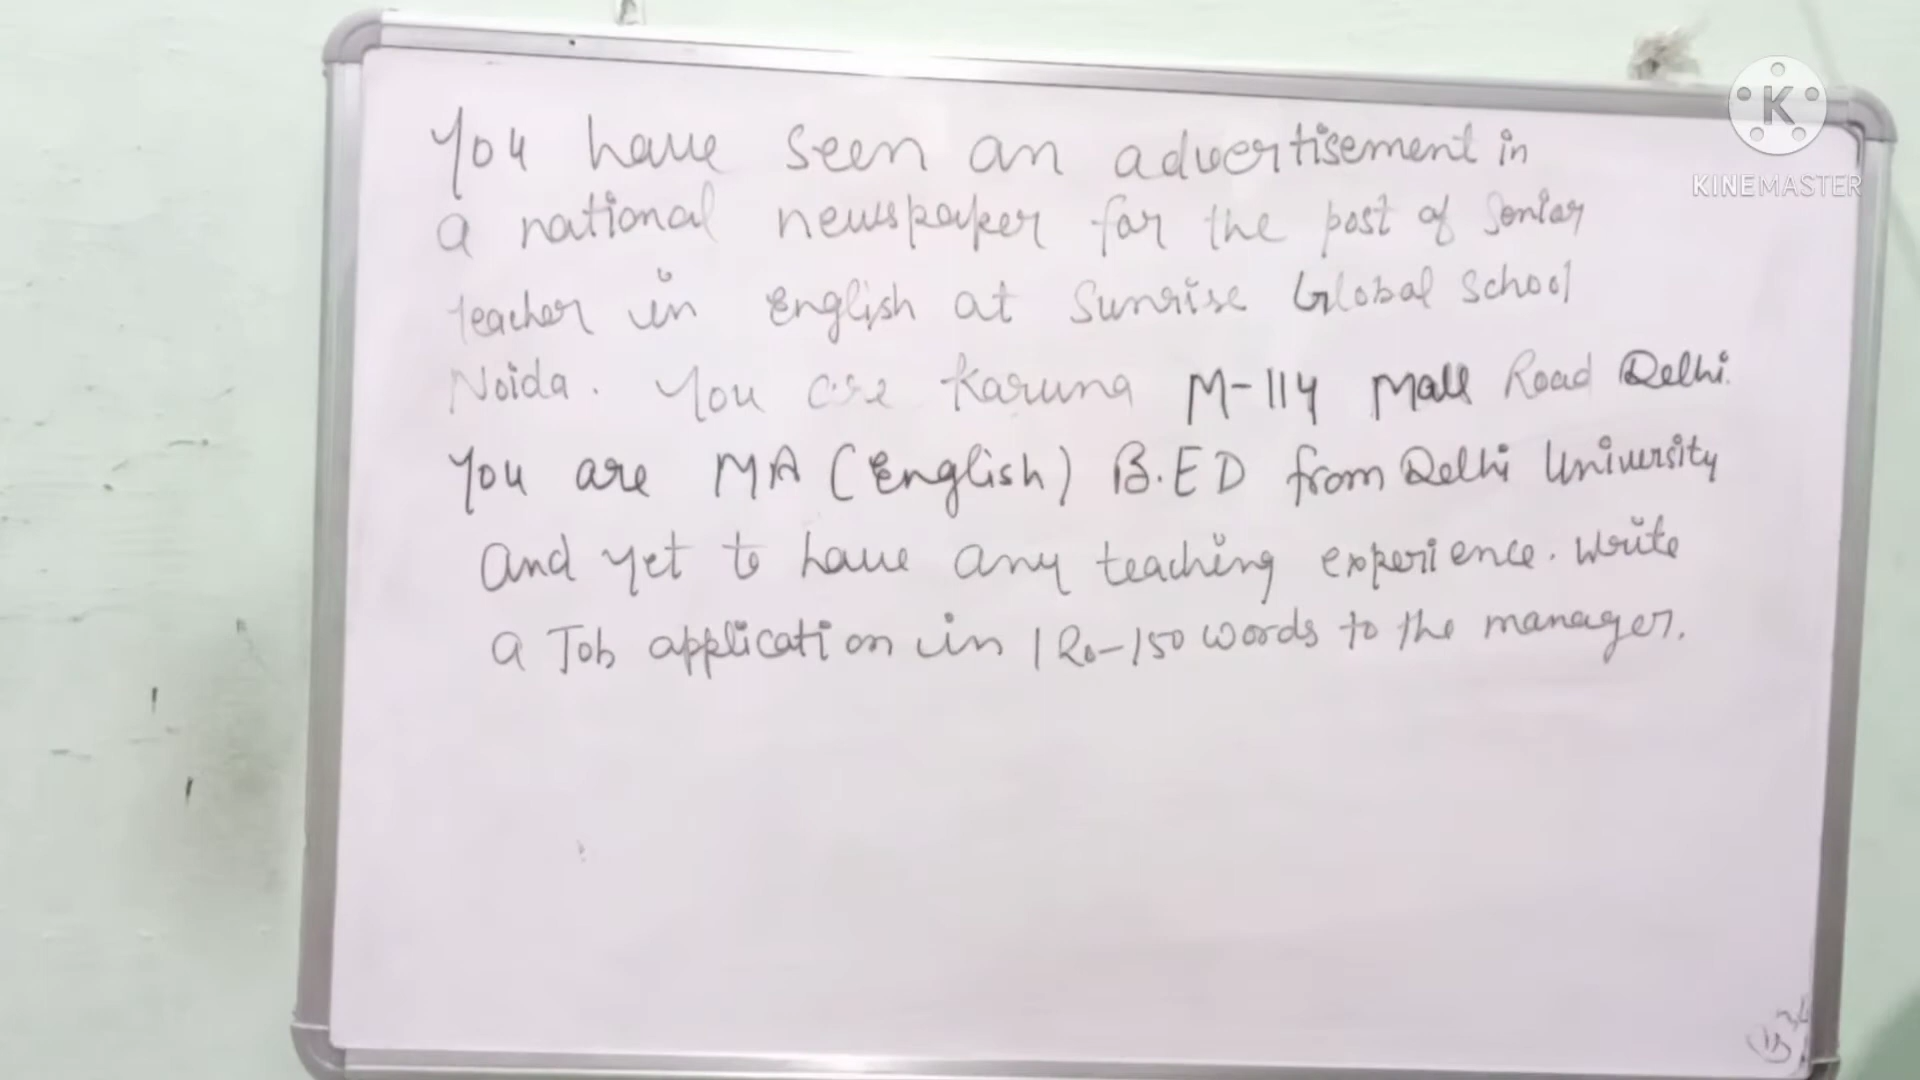 You have seen an advertisement in
a national newspaper for the post of Senior
teacher in English at Sunrise Global School
Noida. You are Karuna M-114 Mall Road Delhi.
You are MA (English) B.ED from Delhi University
and yet to have any teaching experience. Write
a Job application in 120-150 words to the manager.
K
KINEMASTER